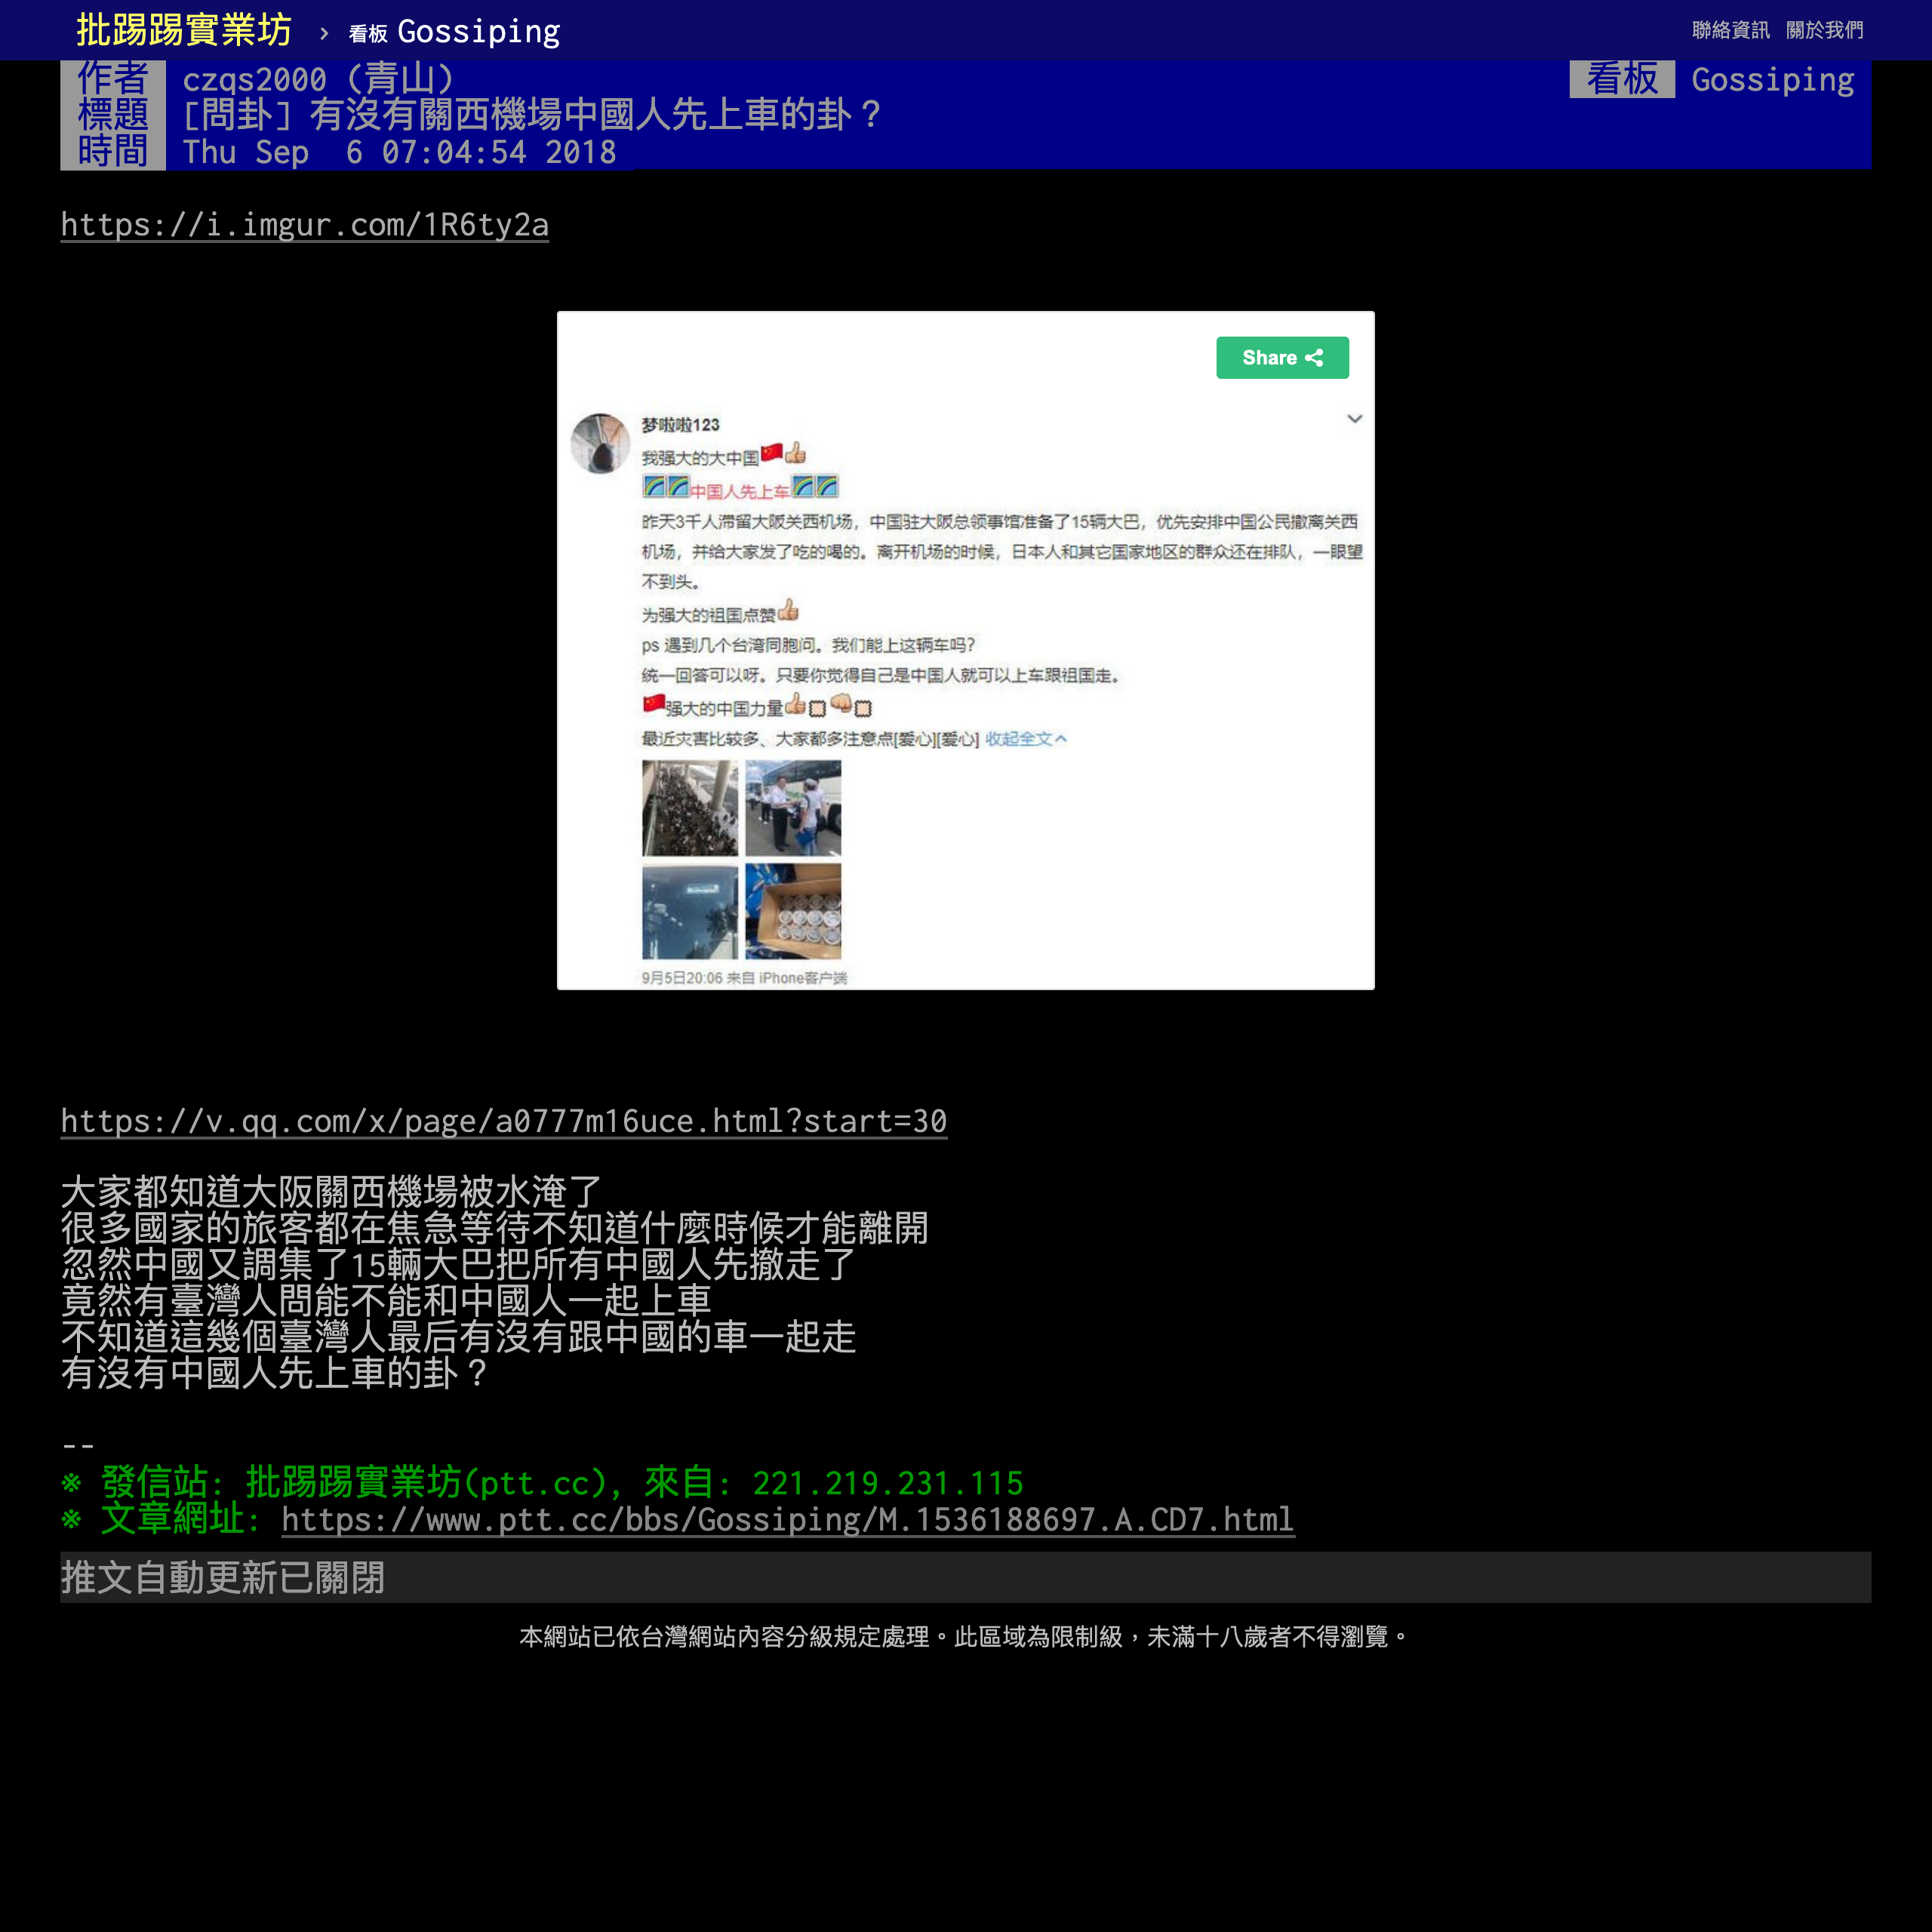 批踢踢實業坊 › 看板 Gossiping 聯絡資訊 關於我們
作者 czqs2000 (青山) 看板 Gossiping
標題 [問卦] 有沒有關西機場中國人先上車的卦？
時間 Thu Sep  6 07:04:54 2018
https://i.imgur.com/1R6ty2a
Share
梦啦啦123
我强大的大中国🇨🇳👍
中国人先上车
昨天3千人滞留大阪关西机场，中国驻大阪总领事馆准备了15辆大巴，优先安排中国公民撤离关西
机场，并给大家发了吃的喝的。离开机场的时候，日本人和其它国家地区的群众还在排队，一眼望
不到头。
为强大的祖国点赞👍
ps 遇到几个台湾同胞问。我们能上这辆车吗?
统一回答可以呀。只要你觉得自己是中国人就可以上车跟祖国走。
🇨🇳强大的中国力量👍👊
最近灾害比较多、大家都多注意点[爱心][爱心] 收起全文
9月5日20:06 来自 iPhone客户端
https://v.qq.com/x/page/a0777m16uce.html?start=30
大家都知道大阪關西機場被水淹了
很多國家的旅客都在焦急等待不知道什麼時候才能離開
忽然中國又調集了15輛大巴把所有中國人先撤走了
竟然有臺灣人問能不能和中國人一起上車
不知道這幾個臺灣人最后有沒有跟中國的車一起走
有沒有中國人先上車的卦？
--
※ 發信站: 批踢踢實業坊(ptt.cc), 來自: 221.219.231.115
※ 文章網址: https://www.ptt.cc/bbs/Gossiping/M.1536188697.A.CD7.html
推文自動更新已關閉
本網站已依台灣網站內容分級規定處理。此區域為限制級，未滿十八歲者不得瀏覽。